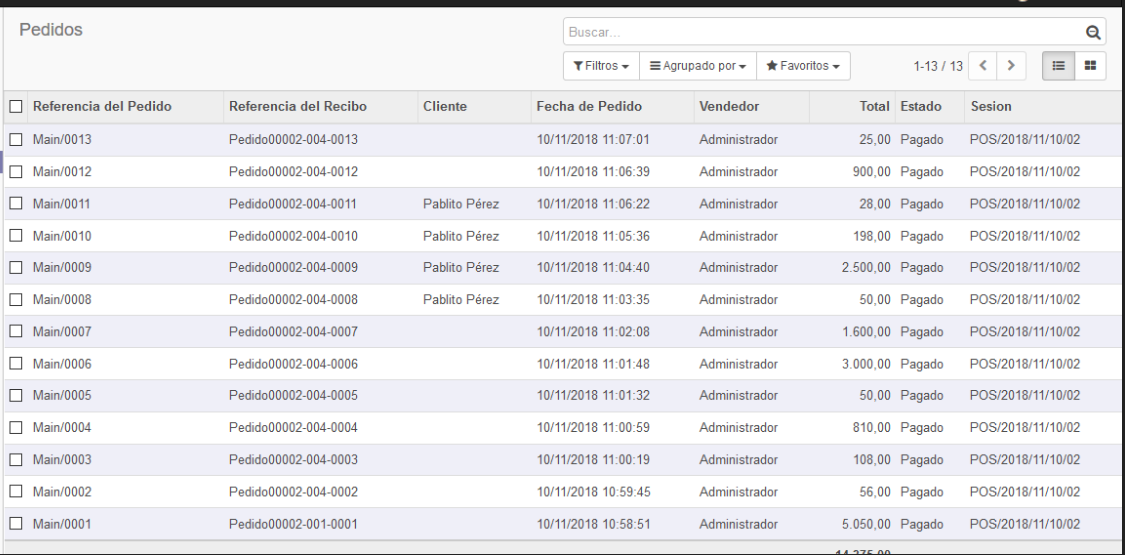 Pedidos
Buscar...
Filtros Agrupado por Favoritos 1-13 / 13
Referencia del Pedido Referencia del Recibo Cliente Fecha de Pedido Vendedor Total Estado Sesion
Main/0013 Pedido00002-004-0013 10/11/2018 11:07:01 Administrador 25,00 Pagado POS/2018/11/10/02
Main/0012 Pedido00002-004-0012 10/11/2018 11:06:39 Administrador 900,00 Pagado POS/2018/11/10/02
Main/0011 Pedido00002-004-0011 Pablito Pérez 10/11/2018 11:06:22 Administrador 28,00 Pagado POS/2018/11/10/02
Main/0010 Pedido00002-004-0010 Pablito Pérez 10/11/2018 11:05:36 Administrador 198,00 Pagado POS/2018/11/10/02
Main/0009 Pedido00002-004-0009 Pablito Pérez 10/11/2018 11:04:40 Administrador 2.500,00 Pagado POS/2018/11/10/02
Main/0008 Pedido00002-004-0008 Pablito Pérez 10/11/2018 11:03:35 Administrador 50,00 Pagado POS/2018/11/10/02
Main/0007 Pedido00002-004-0007 10/11/2018 11:02:08 Administrador 1.600,00 Pagado POS/2018/11/10/02
Main/0006 Pedido00002-004-0006 10/11/2018 11:01:48 Administrador 3.000,00 Pagado POS/2018/11/10/02
Main/0005 Pedido00002-004-0005 10/11/2018 11:01:32 Administrador 50,00 Pagado POS/2018/11/10/02
Main/0004 Pedido00002-004-0004 10/11/2018 11:00:59 Administrador 810,00 Pagado POS/2018/11/10/02
Main/0003 Pedido00002-004-0003 10/11/2018 11:00:19 Administrador 108,00 Pagado POS/2018/11/10/02
Main/0002 Pedido00002-004-0002 10/11/2018 10:59:45 Administrador 56,00 Pagado POS/2018/11/10/02
Main/0001 Pedido00002-001-0001 10/11/2018 10:58:51 Administrador 5.050,00 Pagado POS/2018/11/10/02
14.375,00